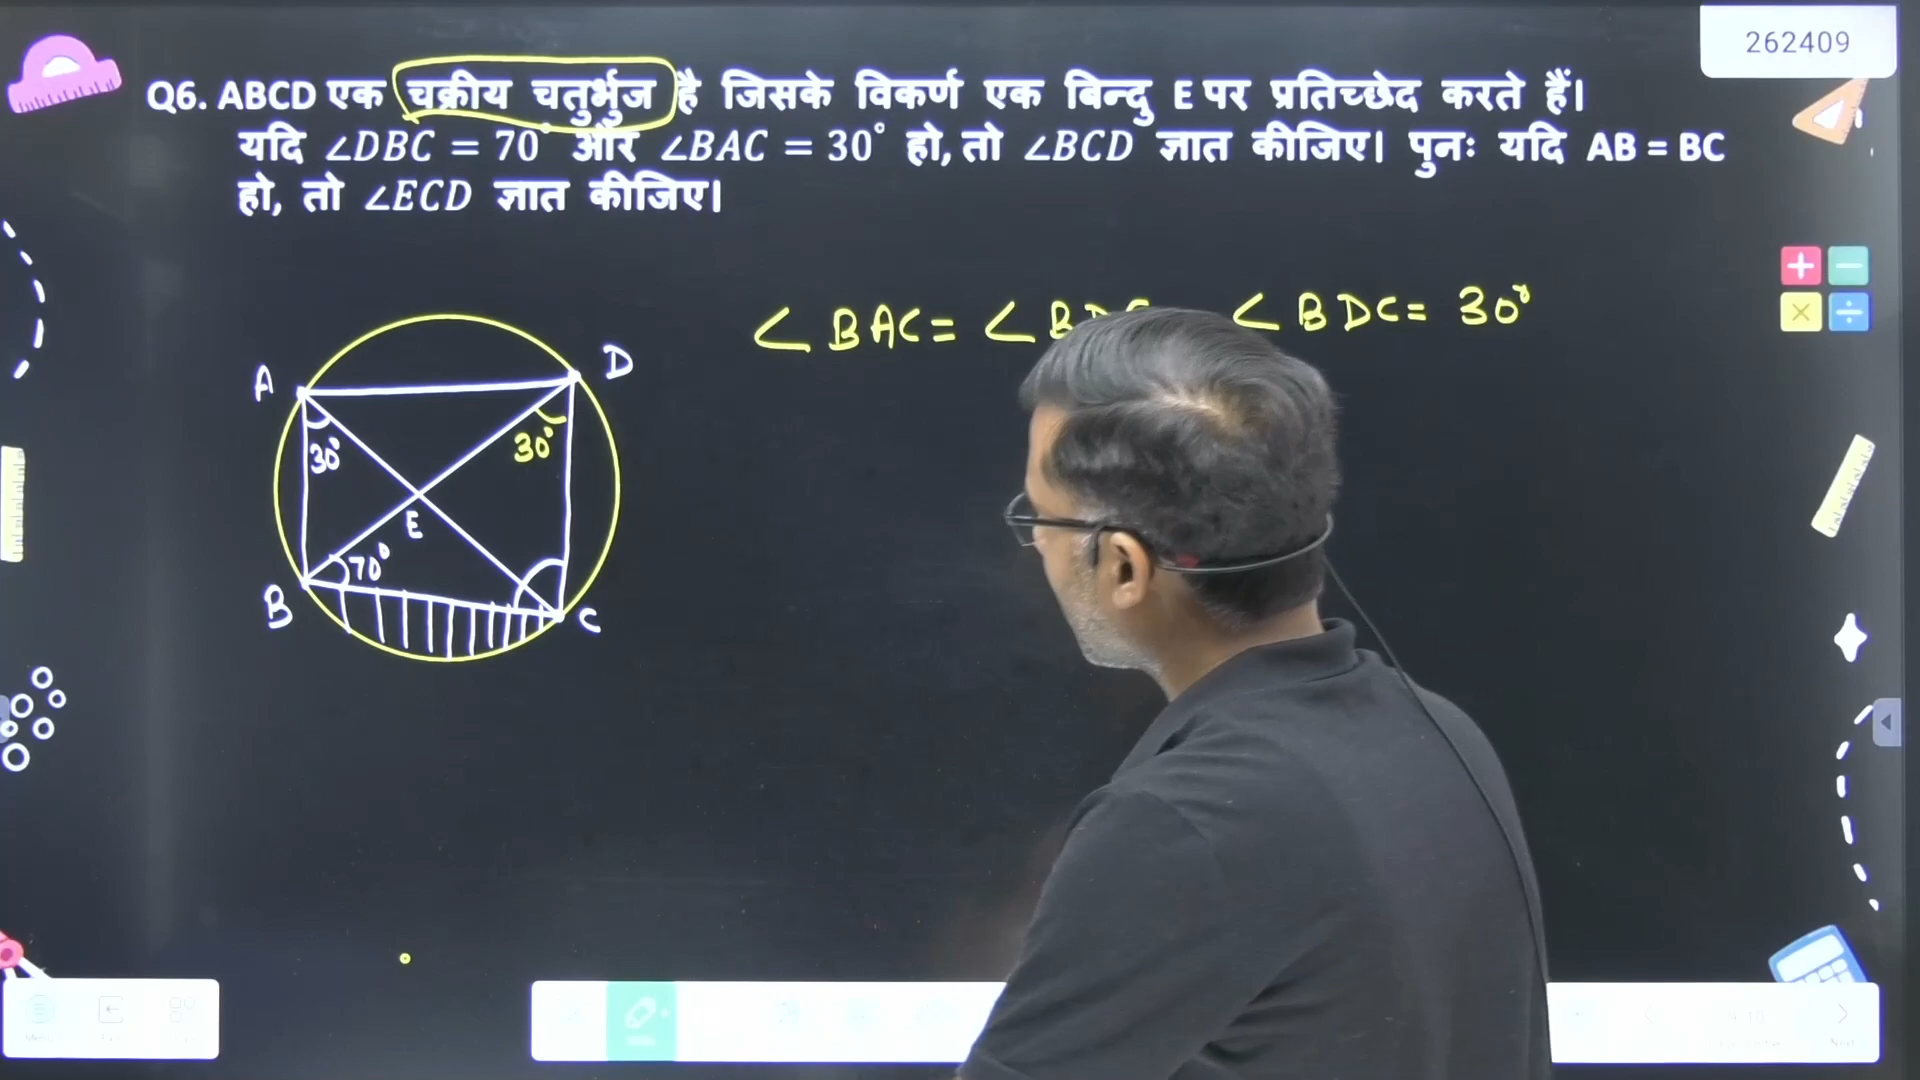 262409
Q6. ABCD एक चक्रीय चतुर्भुज है जिसके विकर्ण एक बिन्दु E पर प्रतिच्छेद करते हैं।
यदि ∠DBC = 70° और ∠BAC = 30° हो, तो ∠BCD ज्ञात कीजिए। पुनः यदि AB = BC
हो, तो ∠ECD ज्ञात कीजिए।
∠BAC = ∠BDC ∠BDC = 30°
A
D
30°
30°
E
70°
B
C